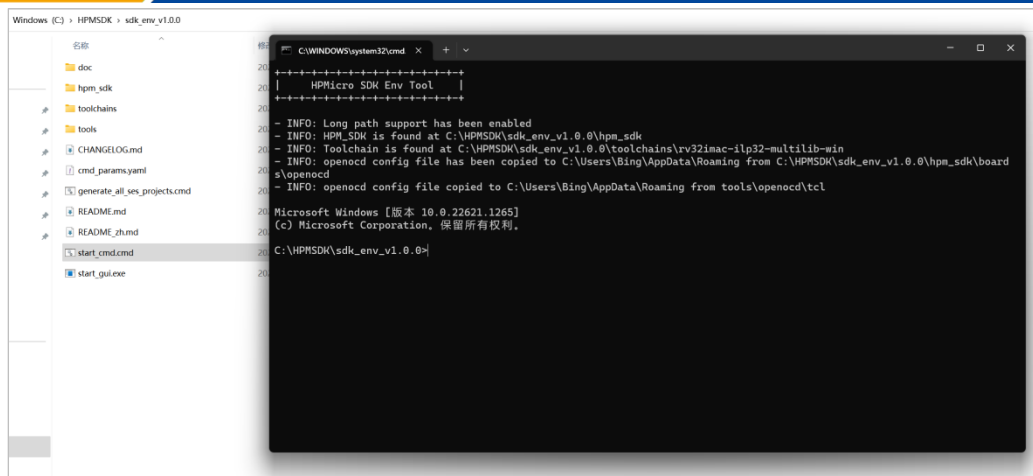 Windows (C:) › HPMSDK › sdk_env_v1.0.0
名称
doc
hpm_sdk
toolchains
tools
CHANGELOG.md
cmd_params.yaml
generate_all_ses_projects.cmd
README.md
README_zh.md
start_cmd.cmd
start_gui.exe
C:\WINDOWS\system32\cmd
+-+-+-+-+-+-+-+-+-+-+-+-+-+-+-+
|     HPMicro SDK Env Tool    |
+-+-+-+-+-+-+-+-+-+-+-+-+-+-+-+
- INFO: Long path support has been enabled
- INFO: HPM_SDK is found at C:\HPMSDK\sdk_env_v1.0.0\hpm_sdk
- INFO: Toolchain is found at C:\HPMSDK\sdk_env_v1.0.0\toolchains\rv32imac-ilp32-multilib-win
- INFO: openocd config file has been copied to C:\Users\Bing\AppData\Roaming from C:\HPMSDK\sdk_env_v1.0.0\hpm_sdk\board
s\openocd
- INFO: openocd config file copied to C:\Users\Bing\AppData\Roaming from tools\openocd\tcl
Microsoft Windows [版本 10.0.22621.1265]
(c) Microsoft Corporation。保留所有权利。
C:\HPMSDK\sdk_env_v1.0.0>